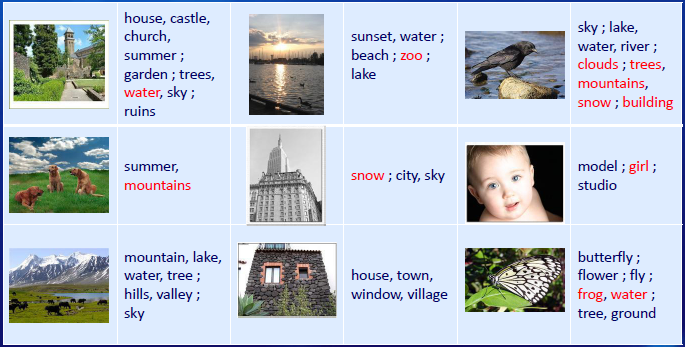 house, castle,
church,
summer ;
garden ; trees,
water, sky ;
ruins
sunset, water ;
beach ; zoo ;
lake
sky ; lake,
water, river ;
clouds ; trees,
mountains,
snow ; building
summer,
mountains
snow ; city, sky
model ; girl ;
studio
mountain, lake,
water, tree ;
hills, valley ;
sky
house, town,
window, village
butterfly ;
flower ; fly ;
frog, water ;
tree, ground